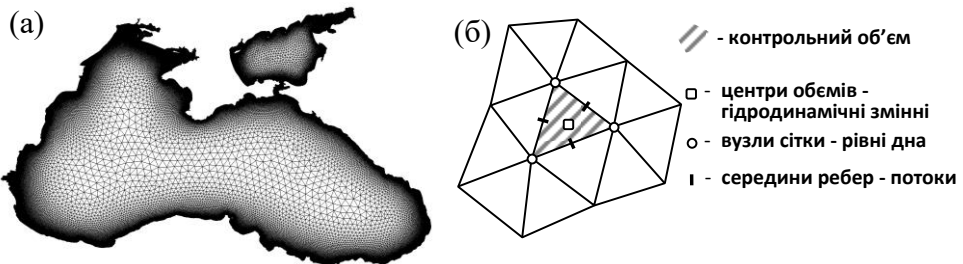 (а)
(б)
- контрольний об’єм
- центри обємів -
гідродинамічні змінні
- вузли сітки - рівні дна
- середини ребер - потоки